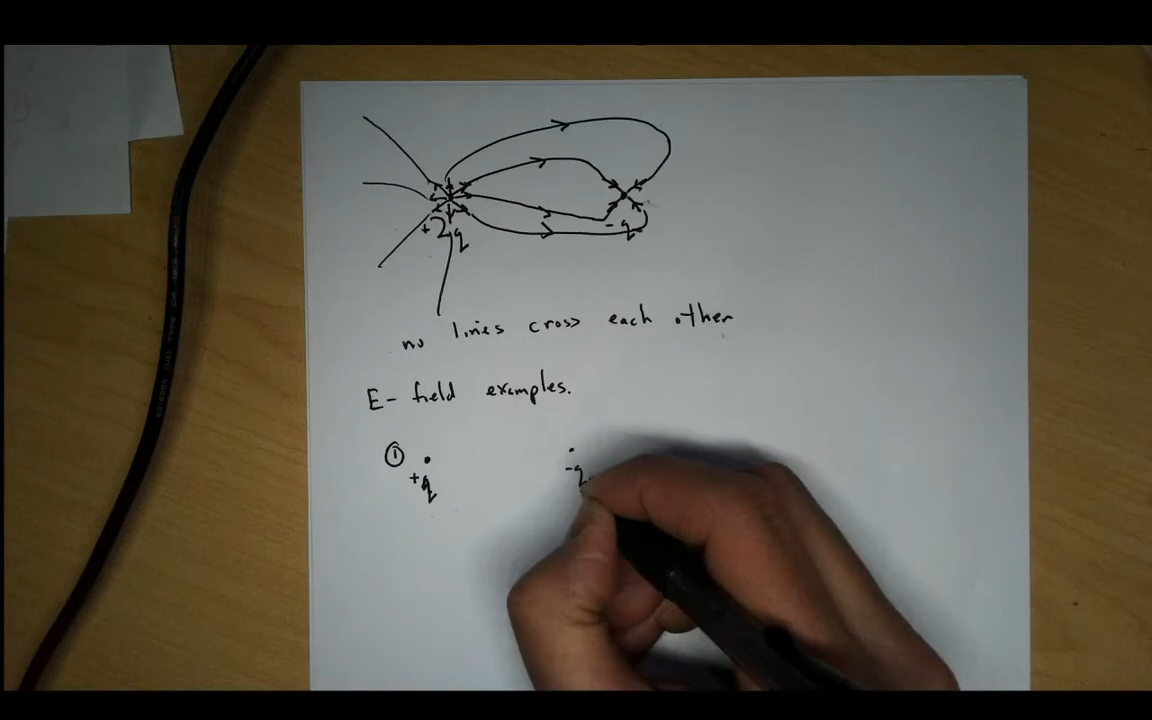 +2q -q
no lines cross each other
E-field examples.
① +q -q